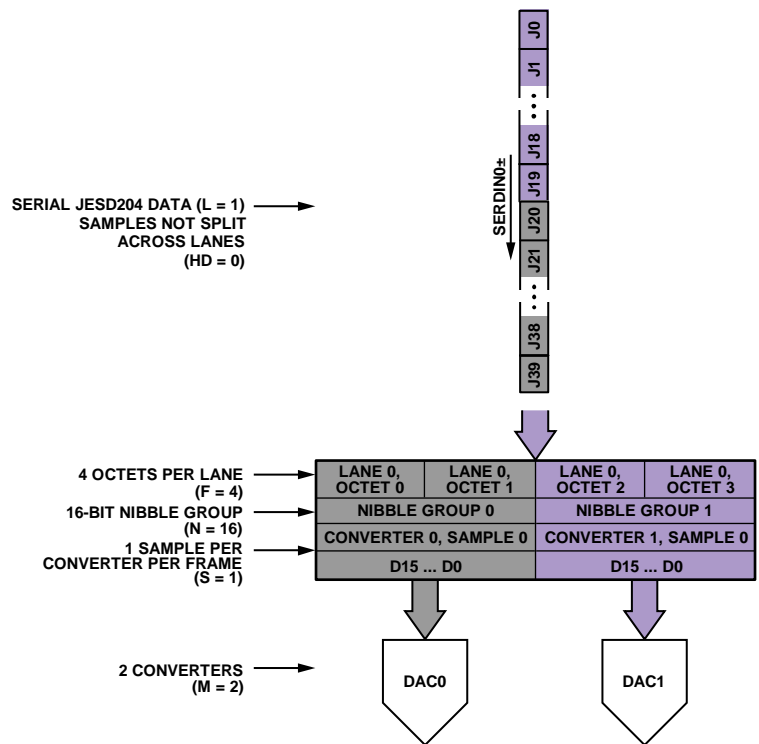 J0
J1
...
J18
J19
J20
J21
...
J38
J39
SERDIN0±
SERIAL JESD204 DATA (L = 1)
SAMPLES NOT SPLIT
ACROSS LANES
(HD = 0)
4 OCTETS PER LANE
(F = 4)
LANE 0,
OCTET 0
LANE 0,
OCTET 1
LANE 0,
OCTET 2
LANE 0,
OCTET 3
16-BIT NIBBLE GROUP
(N = 16)
NIBBLE GROUP 0
NIBBLE GROUP 1
1 SAMPLE PER
CONVERTER PER FRAME
(S = 1)
CONVERTER 0, SAMPLE 0
CONVERTER 1, SAMPLE 0
D15 ... D0
D15 ... D0
2 CONVERTERS
(M = 2)
DAC0
DAC1